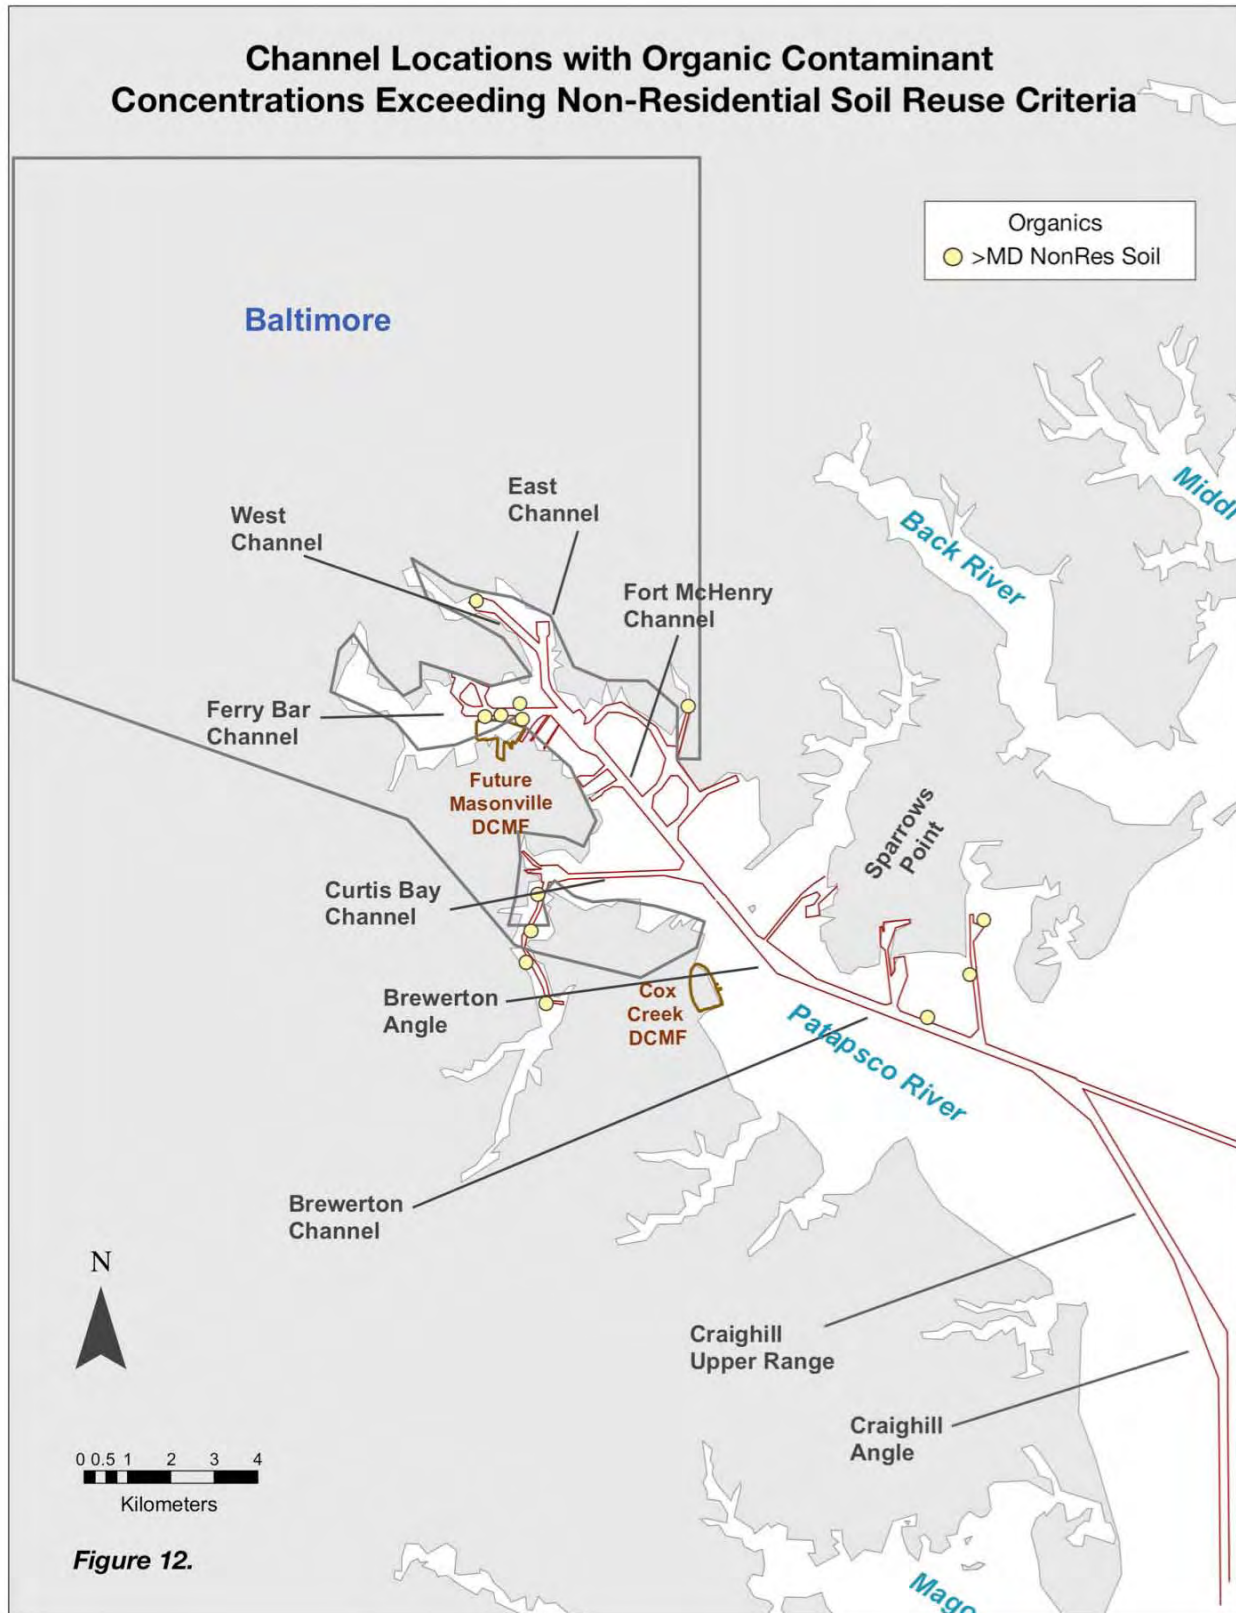 Channel Locations with Organic Contaminant
Concentrations Exceeding Non-Residential Soil Reuse Criteria
Organics
>MD NonRes Soil
Baltimore
East
Channel
West
Channel
Fort McHenry
Channel
Back River
Middl
Ferry Bar
Channel
Future
Masonville
DCMF
Sparrows
Point
Curtis Bay
Channel
Brewerton
Angle
Cox
Creek
DCMF
Patapsco River
Brewerton
Channel
N
Craighill
Upper Range
Craighill
Angle
0 0.5 1 2 3 4
Kilometers
Figure 12.
Mago